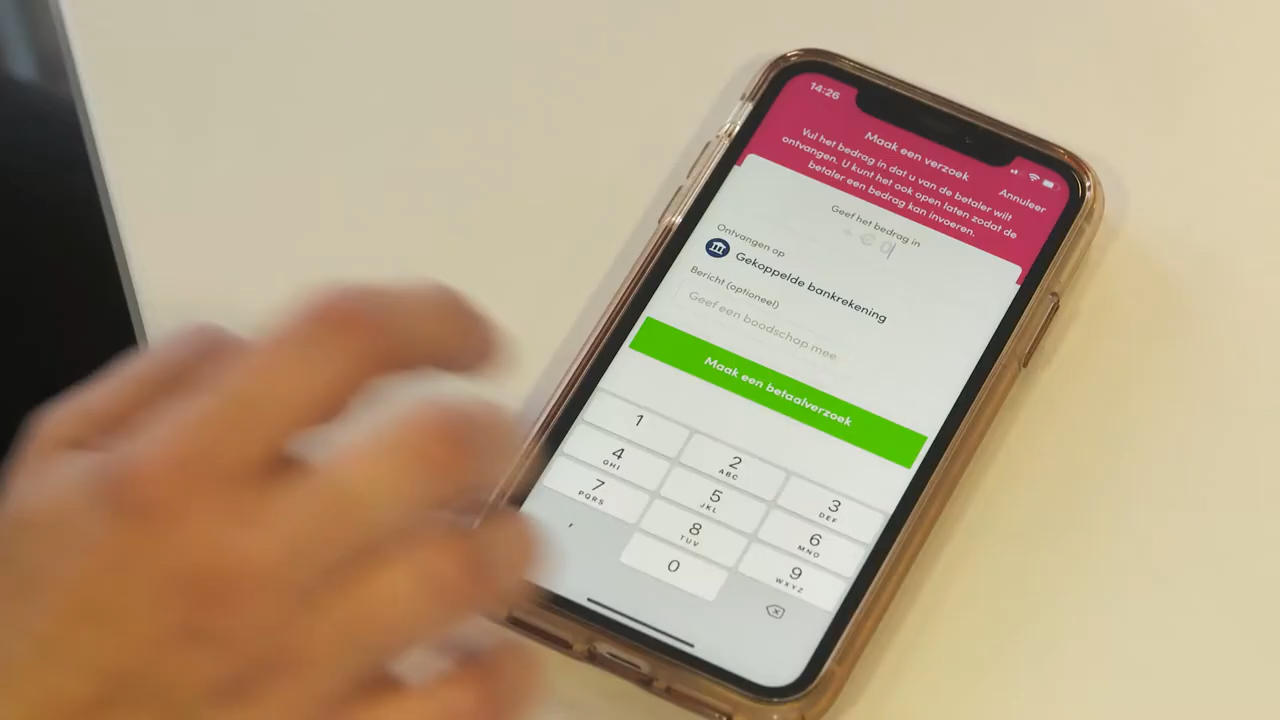 14:26
Maak een verzoek
Annuleer
Vul het bedrag in dat u van de betaler wilt
ontvangen. U kunt het ook open laten zodat de
betaler een bedrag kan invoeren.
Geef het bedrag in
€ 0
Ontvangen op
Gekoppelde bankrekening
Bericht (optioneel)
Geef een boodschap mee
Maak een betaalverzoek
1
2
ABC
3
DEF
4
GHI
5
JKL
6
MNO
7
PQRS
8
TUV
9
WXYZ
,
0